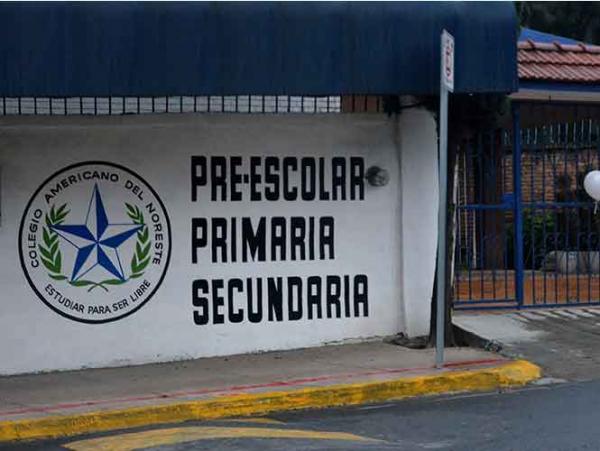 COLEGIO AMERICANO DEL NORESTE
ESTUDIAR PARA SER LIBRE
PRE-ESCOLAR
PRIMARIA
SECUNDARIA